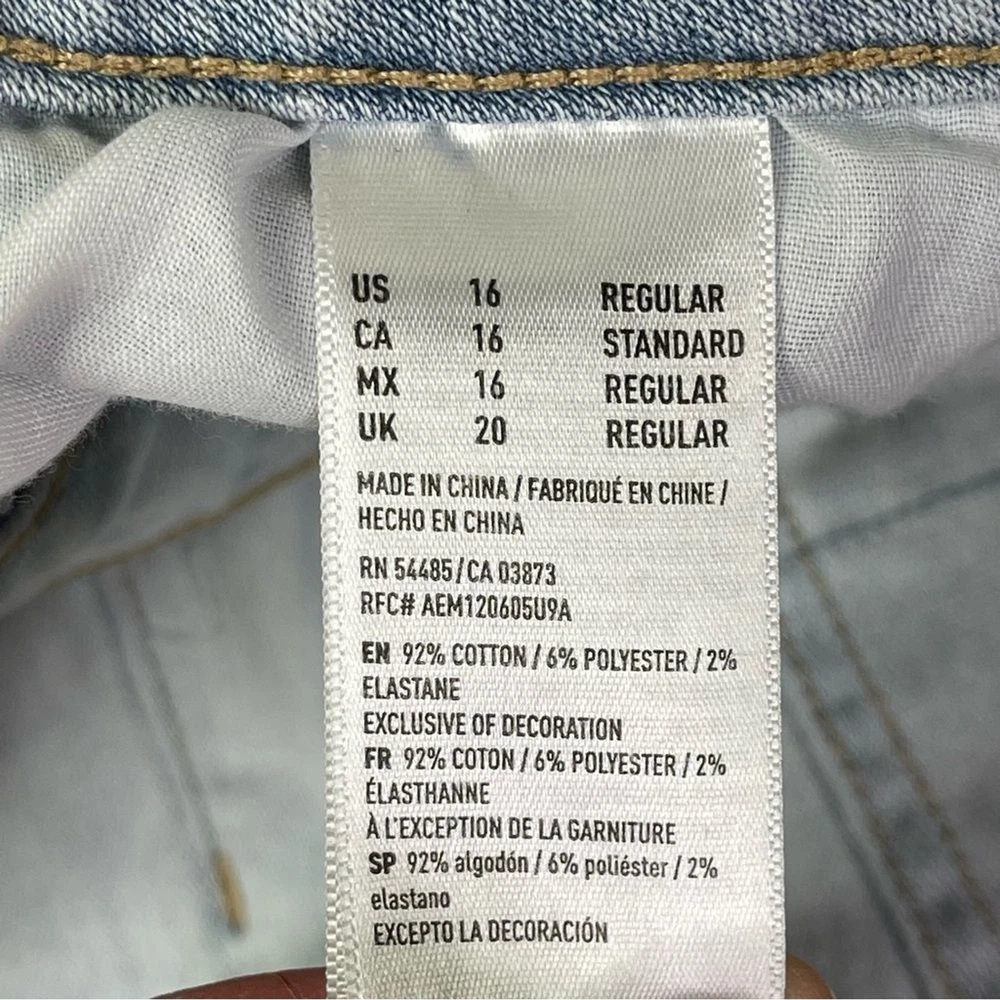 US 16 REGULAR
CA 16 STANDARD
MX 16 REGULAR
UK 20 REGULAR
MADE IN CHINA / FABRIQUÉ EN CHINE /
HECHO EN CHINA
RN 54485/CA 03873
RFC# AEM120605U9A
EN 92% COTTON / 6% POLYESTER / 2%
ELASTANE
EXCLUSIVE OF DECORATION
FR 92% COTON / 6% POLYESTER / 2%
ÉLASTHANNE
À L'EXCEPTION DE LA GARNITURE
SP 92% algodón / 6% poliéster / 2%
elastano
EXCEPTO LA DECORACIÓN